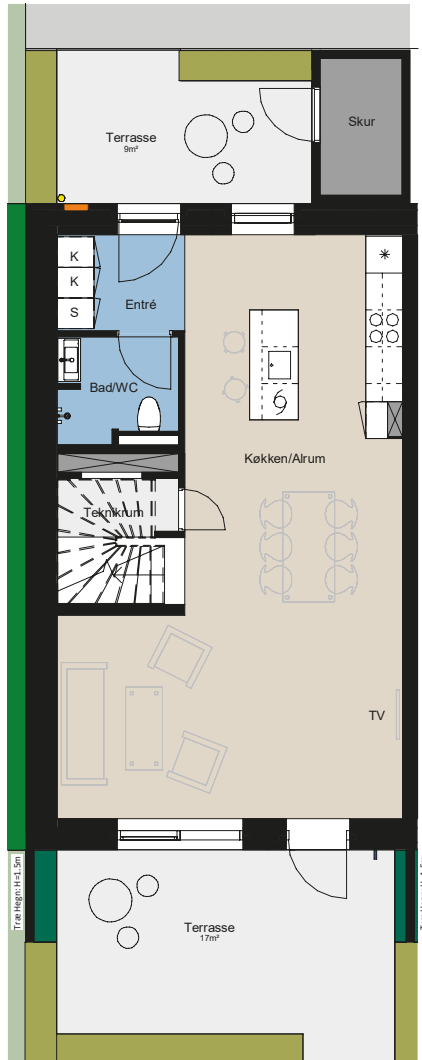 Skur
Terrasse
9m²
K
K
S
Entré
Bad/WC
Køkken/Alrum
Teknikrum
TV
Træ Hegn: H=1.5m
Terrasse
17m²